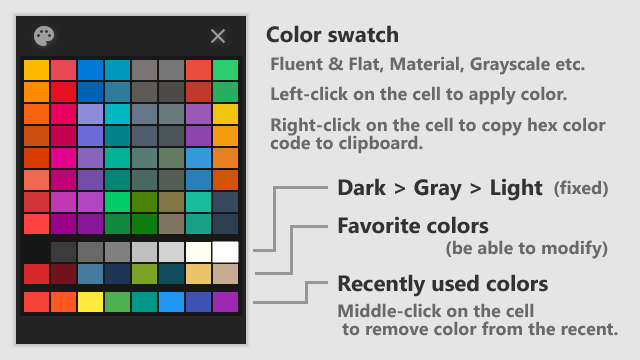 Color swatch
Fluent & Flat, Material, Grayscale etc.
Left-click on the cell to apply color.
Right-click on the cell to copy hex color
code to clipboard.
Dark > Gray > Light (fixed)
Favorite colors
(be able to modify)
Recently used colors
Middle-click on the cell
to remove color from the recent.